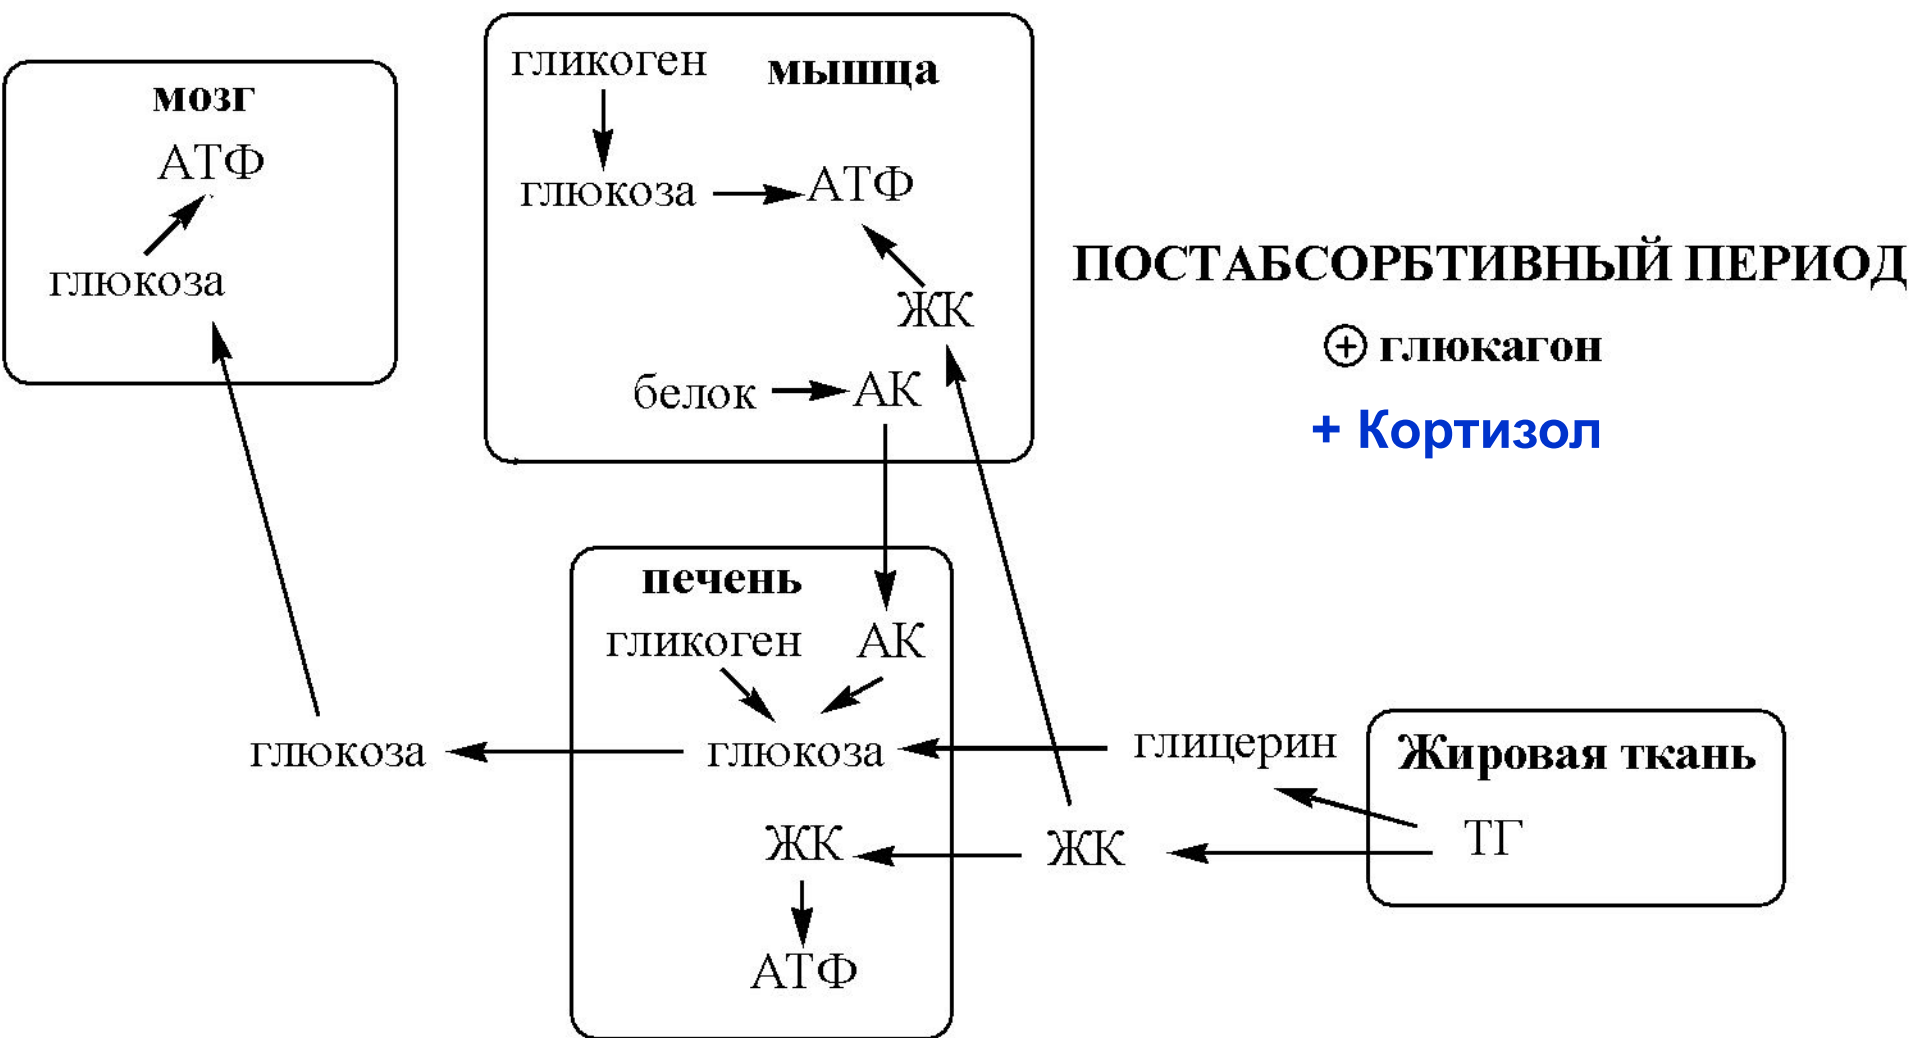 мозг
АТФ
глюкоза
гликоген
мышца
глюкоза
АТФ
ЖК
белок
АК
ПОСТАБСОРБТИВНЫЙ ПЕРИОД
+ глюкагон
+ Кортизол
печень
гликоген
АК
глюкоза
глюкоза
глицерин
Жировая ткань
ЖК
ЖК
ТГ
АТФ